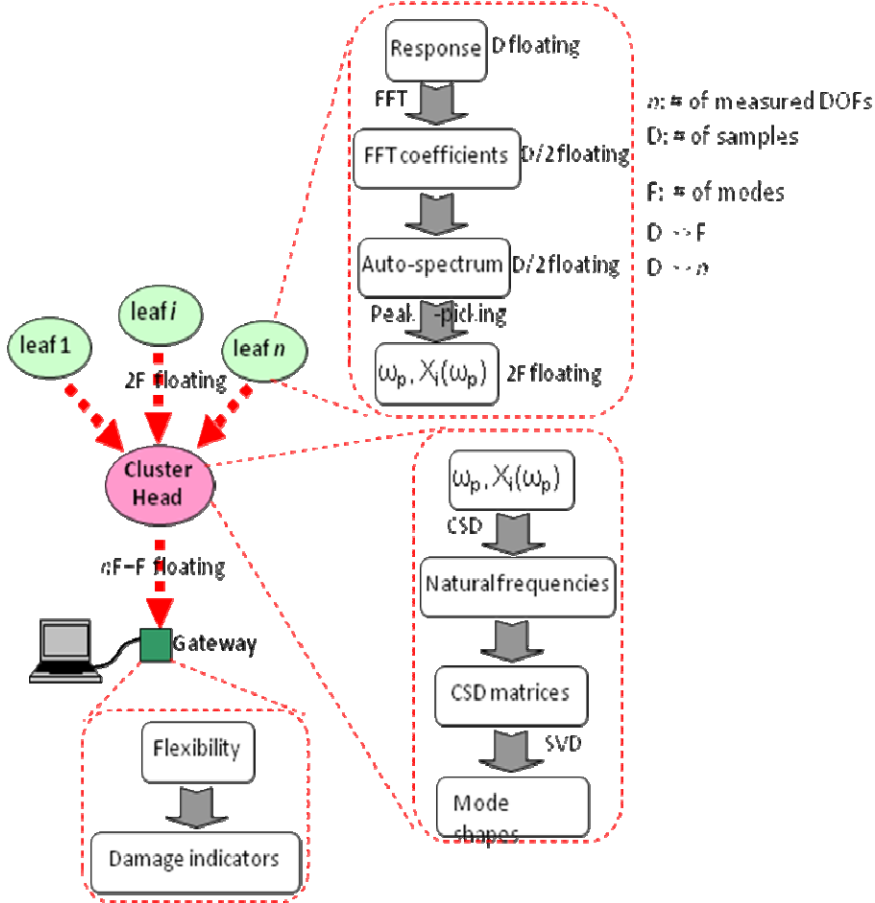 Response
D floating
FFT
FFT coefficients
D/2 floating
Auto-spectrum
D/2 floating
Peak-picking
ωp, Xi(ωp)
2F floating
n: # of measured DOFs
D: # of samples
F: # of modes
D F
D n
leaf 1
leaf i
leaf n
2F floating
Cluster
Head
floating
Gateway
ωp, Xi(ωp)
CSD
Natural frequencies
CSD matrices
SVD
Mode
shapes
Flexibility
Damage indicators